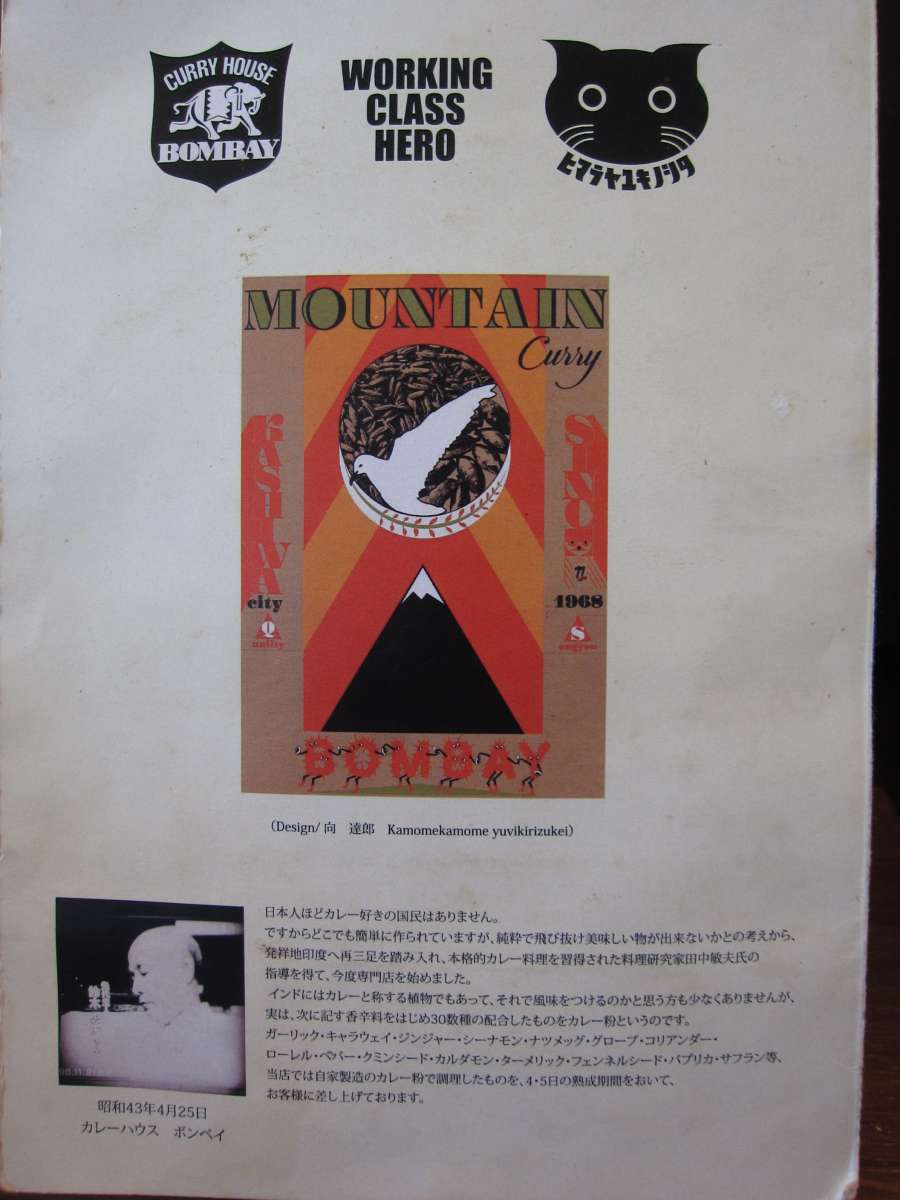 CURRY HOUSE
BOMBAY
WORKING
CLASS
HERO
ヒマラヤユキノシタ
MOUNTAIN
Curry
KASHIWA
city
Q
uality
SINCE
1968
S
BOMBAY
（Design/ 向　達郎　Kamomekamome yuvikirizukei）
日本人ほどカレー好きの国民はありません。
ですからどこでも簡単に作られていますが、純粋で飛び抜け美味しい物が出来ないかとの考えから、
発祥地印度へ再三足を踏み入れ、本格的カレー料理を習得された料理研究家田中敏夫氏の
指導を得て、今度専門店を始めました。
インドにはカレーと称する植物でもあって、それで風味をつけるのかと思う方も少なくありませんが、
実は、次に記す香辛料をはじめ30数種の配合したものをカレー粉というのです。
ガーリック・キャラウェイ・ジンジャー・シーナモン・ナツメッグ・グローブ・コリアンダー・
ローレル・ペパー・クミンシード・カルダモン・ターメリック・フェンネルシード・パプリカ・サフラン等、
当店では自家製造のカレー粉で調理したものを、4・5日の熟成期間をおいて、
お客様に差し上げております。
昭和43年4月25日
カレーハウス　ボンベイ